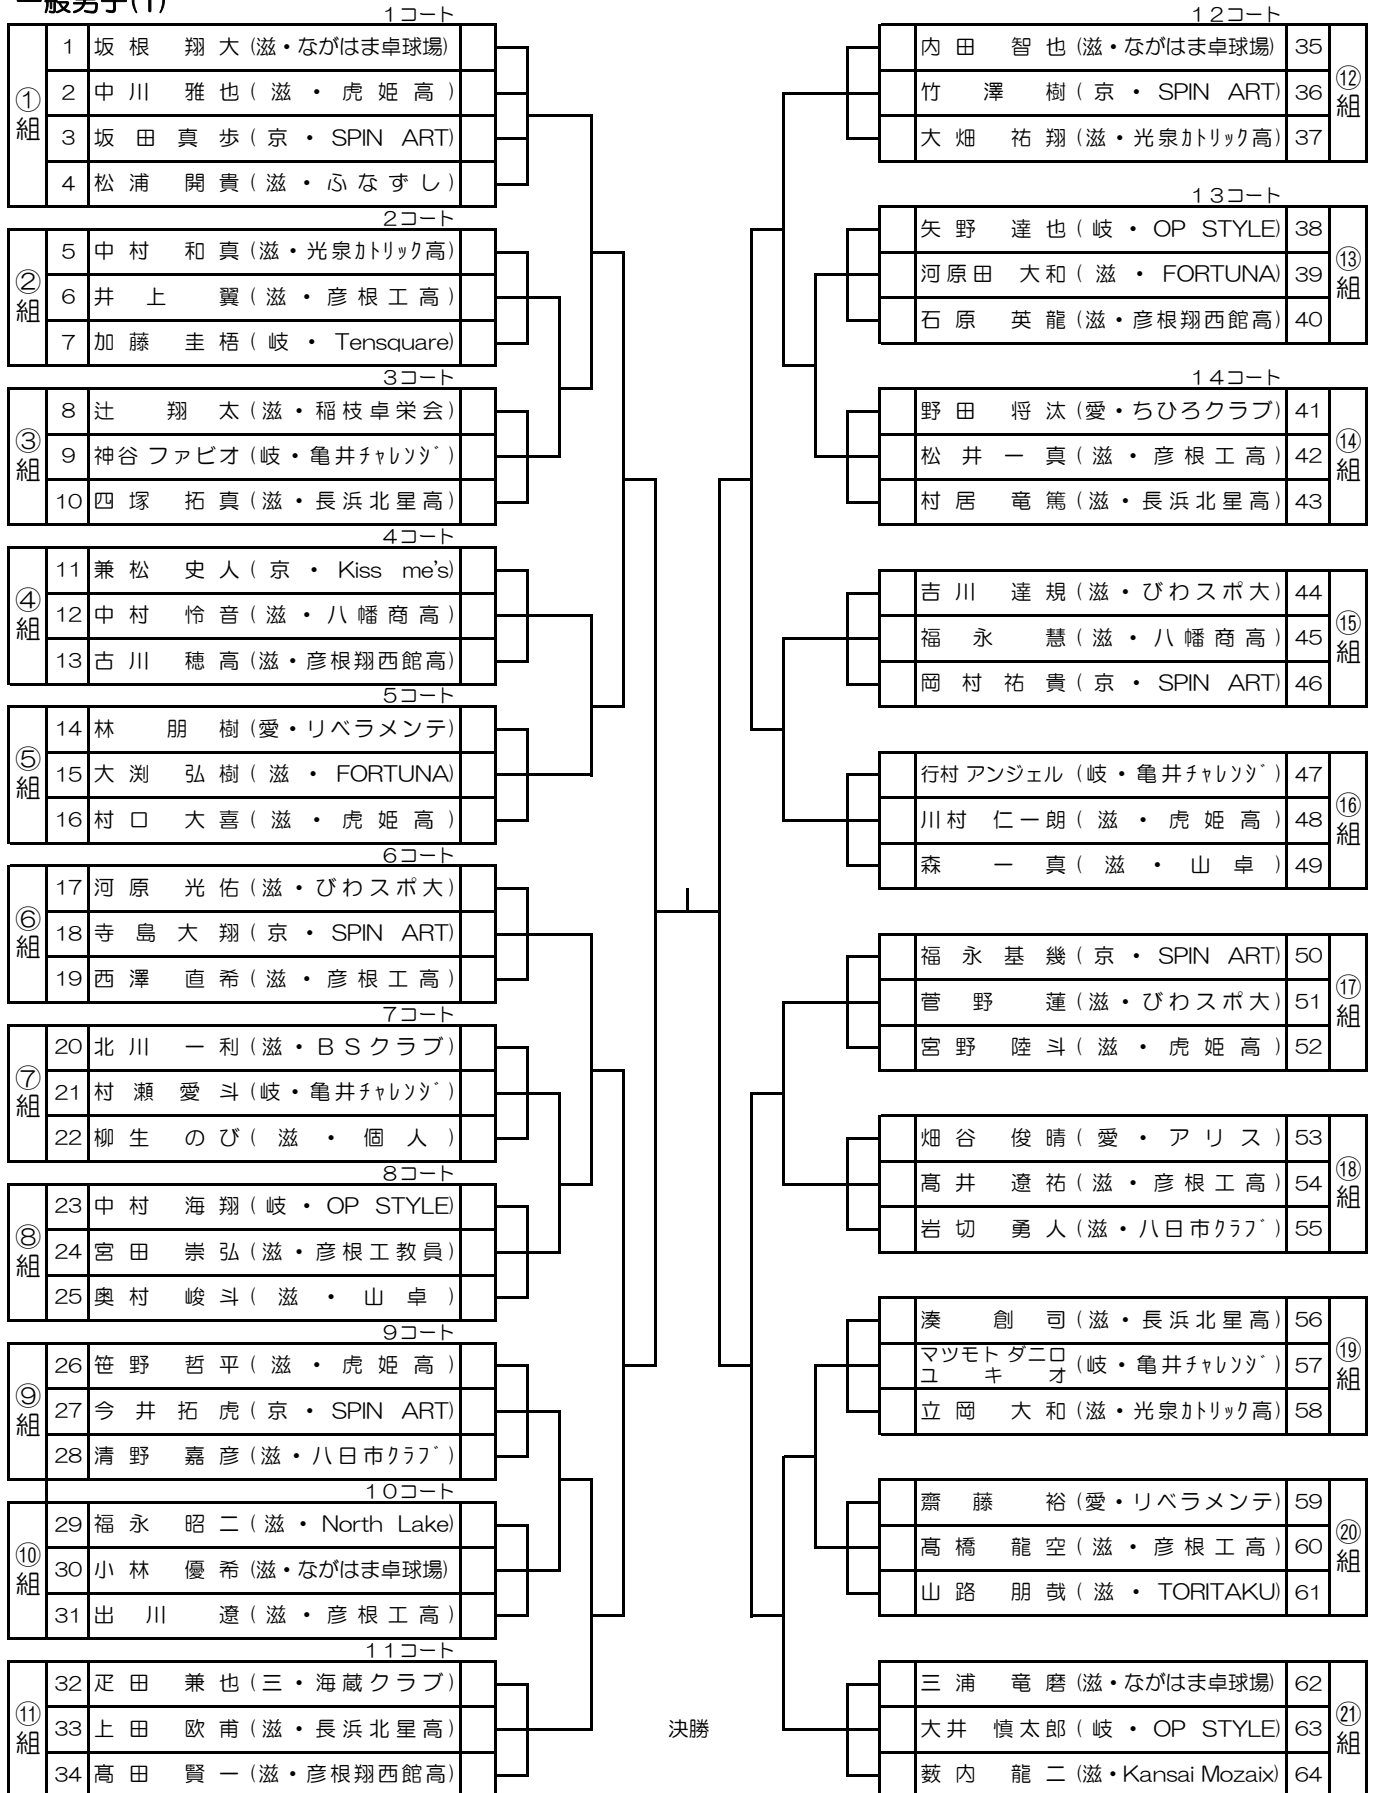 一般男子(1)
1コート
①組
1 坂根 翔大 (滋・ながはま卓球場)
2 中川 雅也 (滋・虎姫高)
3 坂田真歩 (京・SPIN ART)
4 松浦 開貴 (滋・ふなずし)
2コート
②組
5 中村 和真 (滋・光泉ｶﾄﾘｯｸ高)
6 井上 翼 (滋・彦根工高)
7 加藤 圭梧 (岐・Tensquare)
3コート
③組
8 辻 翔太 (滋・稲枝卓栄会)
9 神谷 ファビオ (岐・亀井ﾁｬﾚﾝｼﾞ)
10 四塚 拓真 (滋・長浜北星高)
4コート
④組
11 兼松 史人 (京・Kiss me's)
12 中村 怜音 (滋・八幡商高)
13 古川 穂高 (滋・彦根翔西館高)
5コート
⑤組
14 林 朋樹 (愛・リベラメンテ)
15 大渕 弘樹 (滋・FORTUNA)
16 村口 大喜 (滋・虎姫高)
6コート
⑥組
17 河原 光佑 (滋・びわスポ大)
18 寺島大翔 (京・SPIN ART)
19 西澤 直希 (滋・彦根工高)
7コート
⑦組
20 北川 一利 (滋・BSクラブ)
21 村瀬愛斗 (岐・亀井ﾁｬﾚﾝｼﾞ)
22 柳生 のび (滋・個人)
8コート
⑧組
23 中村 海翔 (岐・OP STYLE)
24 宮田 崇弘 (滋・彦根工教員)
25 奥村 峻斗 (滋・山卓)
9コート
⑨組
26 笹野 哲平 (滋・虎姫高)
27 今井拓虎 (京・SPIN ART)
28 清野 嘉彦 (滋・八日市ｸﾗﾌﾞ)
10コート
⑩組
29 福永 昭二 (滋・North Lake)
30 小林 優希 (滋・ながはま卓球場)
31 出川 遼 (滋・彦根工高)
11コート
⑪組
32 疋田 兼也 (三・海蔵クラブ)
33 上田 欧甫 (滋・長浜北星高)
34 髙田 賢一 (滋・彦根翔西館高)
決勝
12コート
⑫組
内田 智也 (滋・ながはま卓球場) 35
竹澤 樹 (京・SPIN ART) 36
大畑 祐翔 (滋・光泉ｶﾄﾘｯｸ高) 37
13コート
⑬組
矢野 達也 (岐・OP STYLE) 38
河原田 大和 (滋・FORTUNA) 39
石原 英龍 (滋・彦根翔西館高) 40
14コート
⑭組
野田 将汰 (愛・ちひろクラブ) 41
松井一真 (滋・彦根工高) 42
村居 竜篤 (滋・長浜北星高) 43
⑮組
吉川 達規 (滋・びわスポ大) 44
福永 慧 (滋・八幡商高) 45
岡村祐貴 (京・SPIN ART) 46
⑯組
行村 アンジェル (岐・亀井ﾁｬﾚﾝｼﾞ) 47
川村 仁一朗 (滋・虎姫高) 48
森 一真 (滋・山卓) 49
⑰組
福永基幾 (京・SPIN ART) 50
菅野 蓮 (滋・びわスポ大) 51
宮野 陸斗 (滋・虎姫高) 52
⑱組
畑谷 俊晴 (愛・アリス) 53
髙井 遼祐 (滋・彦根工高) 54
岩切 勇人 (滋・八日市ｸﾗﾌﾞ) 55
⑲組
湊 創司 (滋・長浜北星高) 56
マツモト ダニロ
ユキオ (岐・亀井ﾁｬﾚﾝｼﾞ) 57
立岡 大和 (滋・光泉ｶﾄﾘｯｸ高) 58
⑳組
齋藤 裕 (愛・リベラメンテ) 59
髙橋 龍空 (滋・彦根工高) 60
山路 朋哉 (滋・TORITAKU) 61
㉑組
三浦 竜磨 (滋・ながはま卓球場) 62
大井 慎太郎 (岐・OP STYLE) 63
薮内 龍二 (滋・Kansai Mozaix) 64